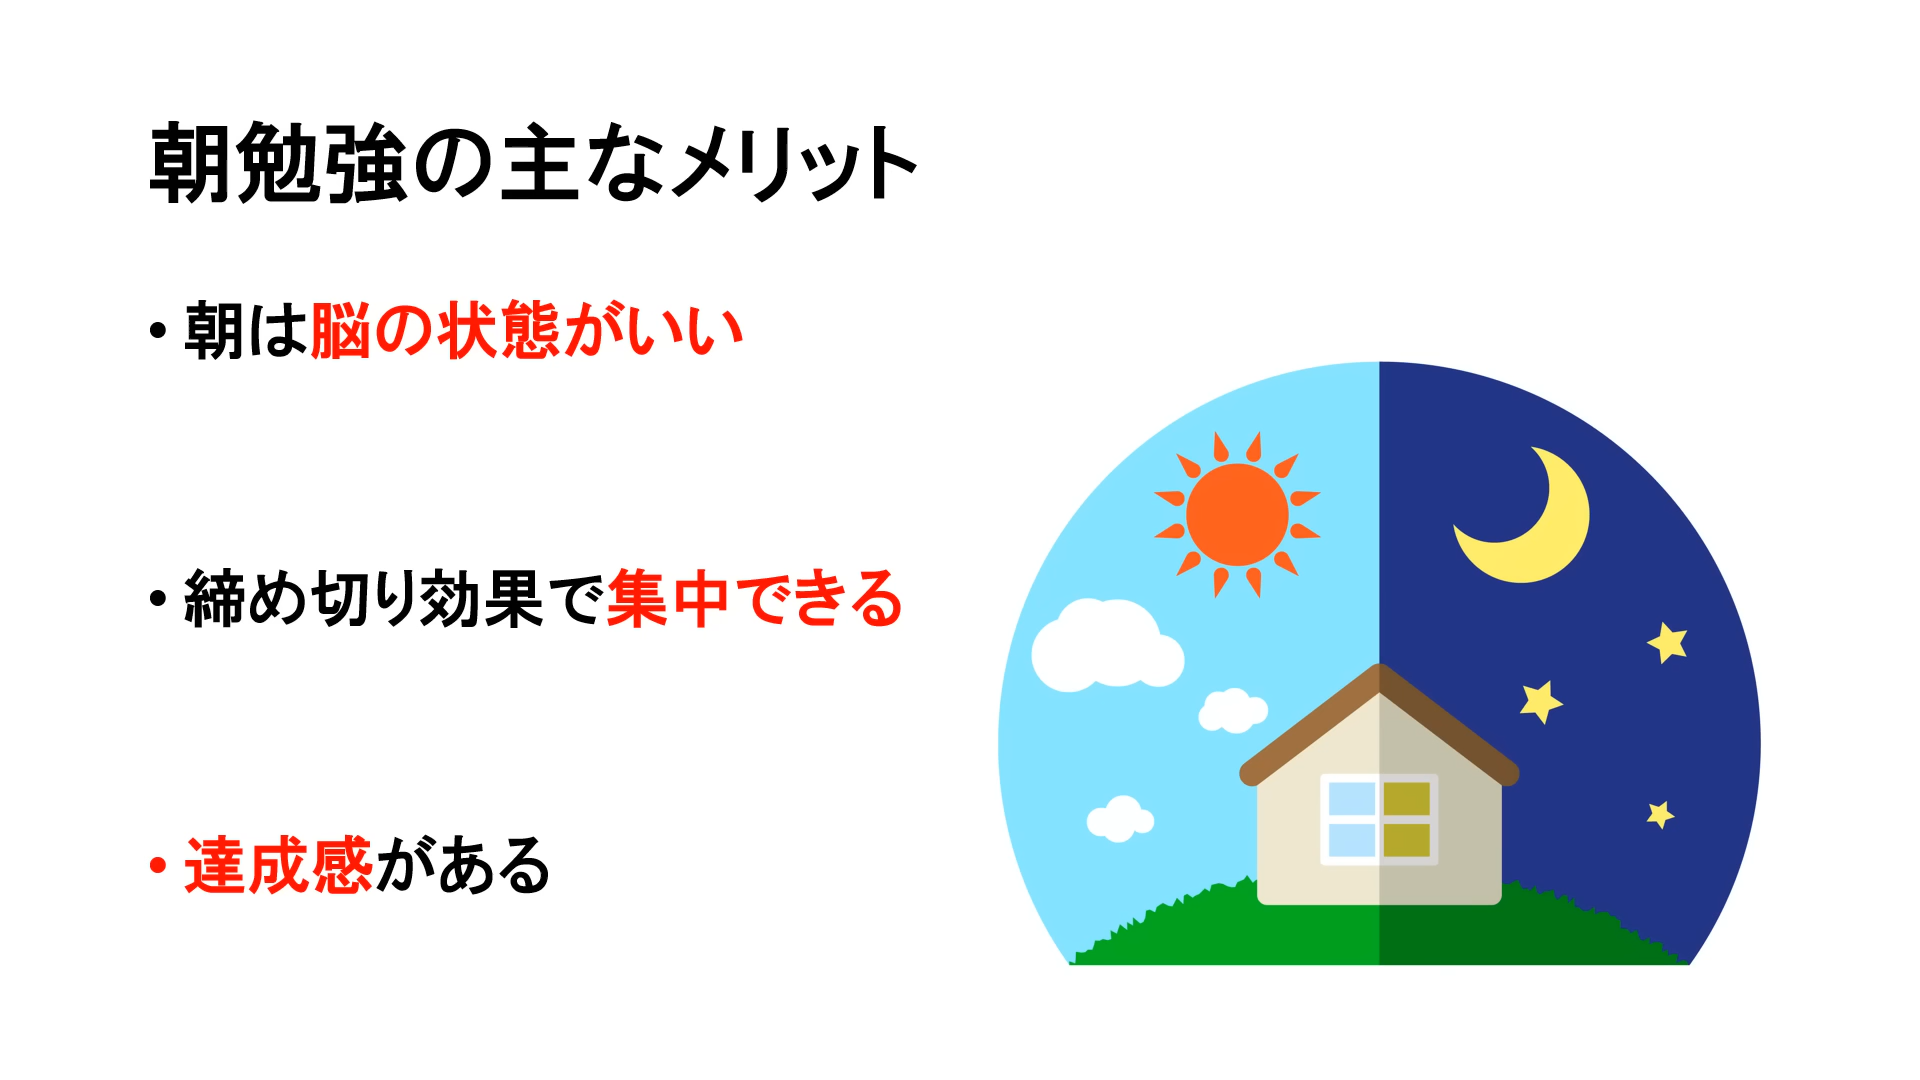 朝勉強の主なメリット
• 朝は脳の状態がいい
• 締め切り効果で集中できる
• 達成感がある